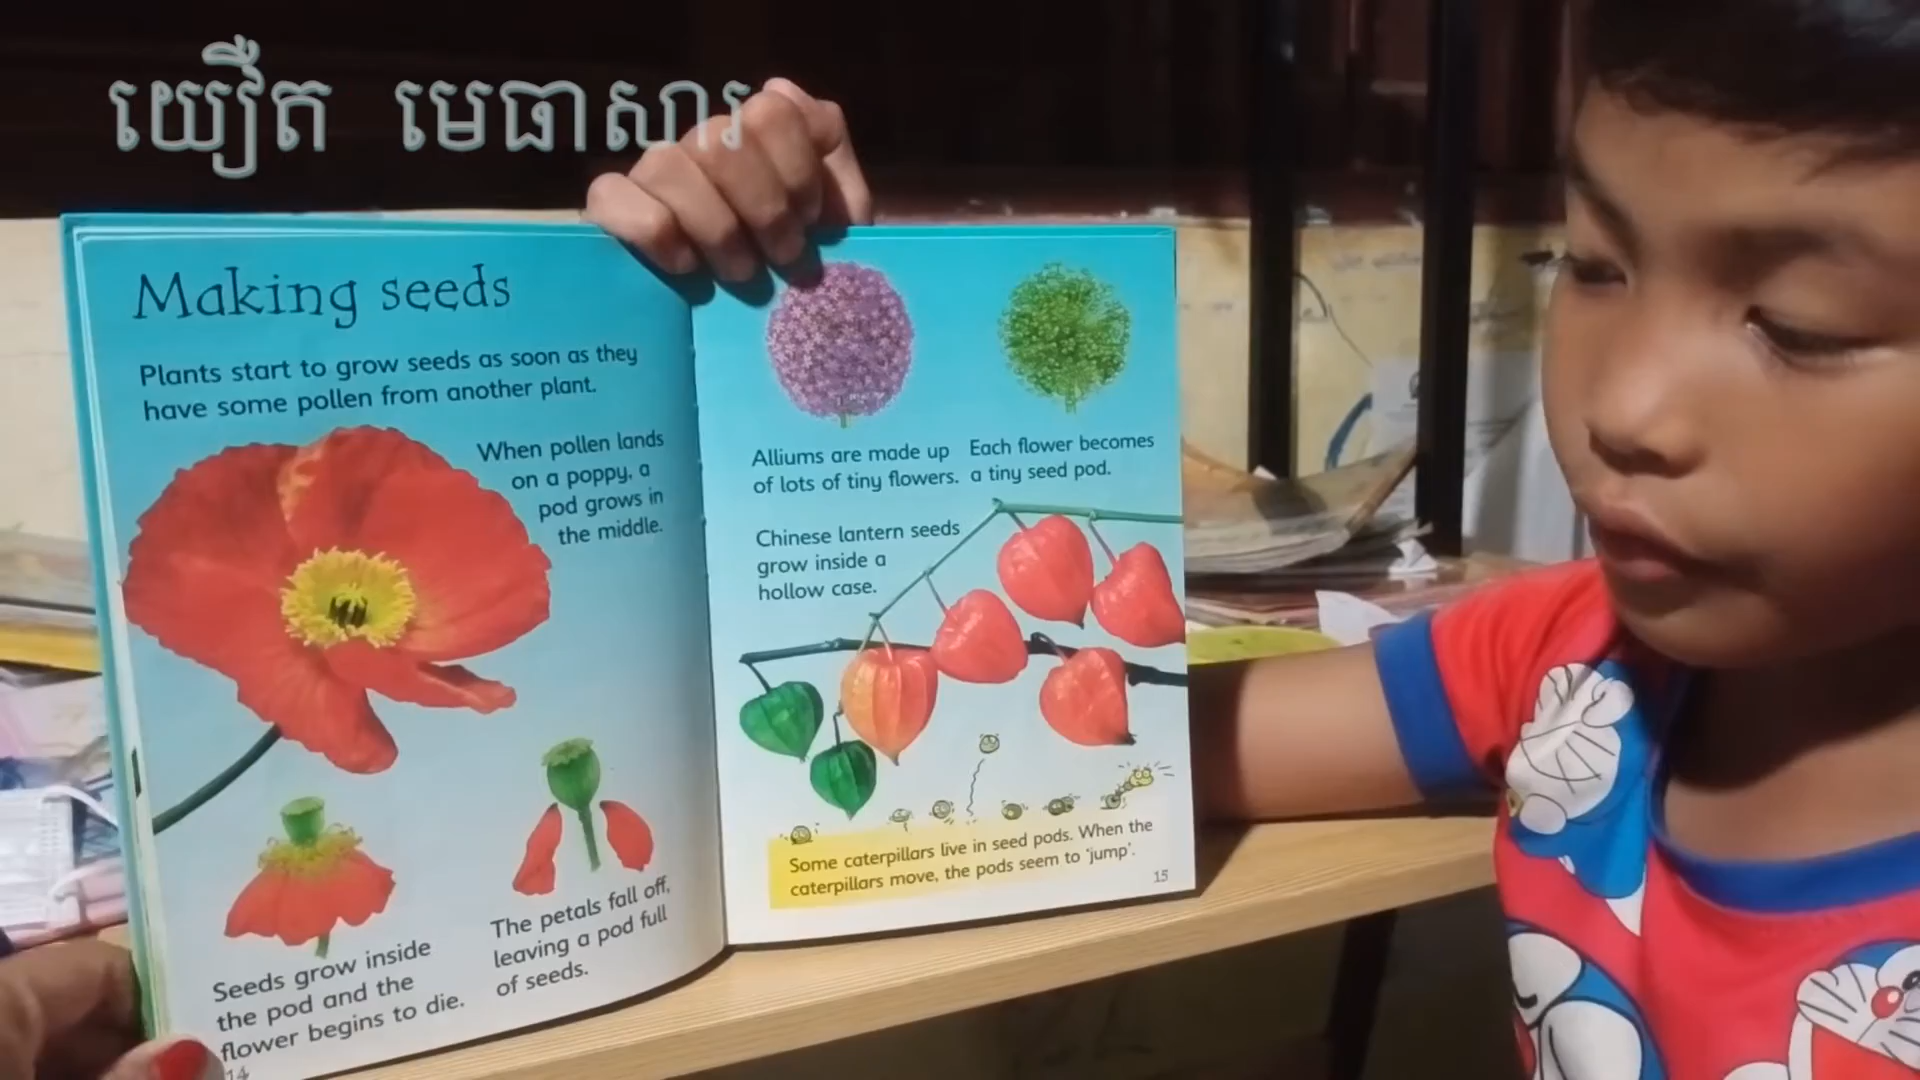 យឿត មេធាសារ
Making seeds
Plants start to grow seeds as soon as they
have some pollen from another plant.
When pollen lands
on a poppy, a
pod grows in
the middle.
Seeds grow inside
the pod and the
flower begins to die.
The petals fall off,
leaving a pod full
of seeds.
14
Alliums are made up
of lots of tiny flowers.
Each flower becomes
a tiny seed pod.
Chinese lantern seeds
grow inside a
hollow case.
Some caterpillars live in seed pods. When the
caterpillars move, the pods seem to 'jump'.
15